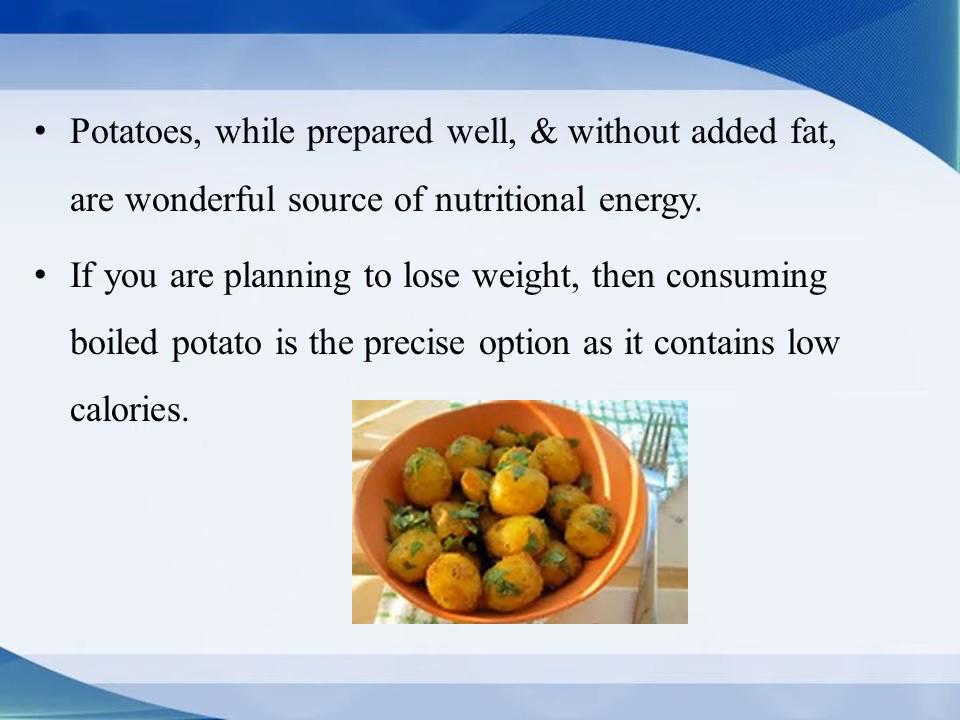 • Potatoes, while prepared well, & without added fat,
are wonderful source of nutritional energy.
• If you are planning to lose weight, then consuming
boiled potato is the precise option as it contains low
calories.